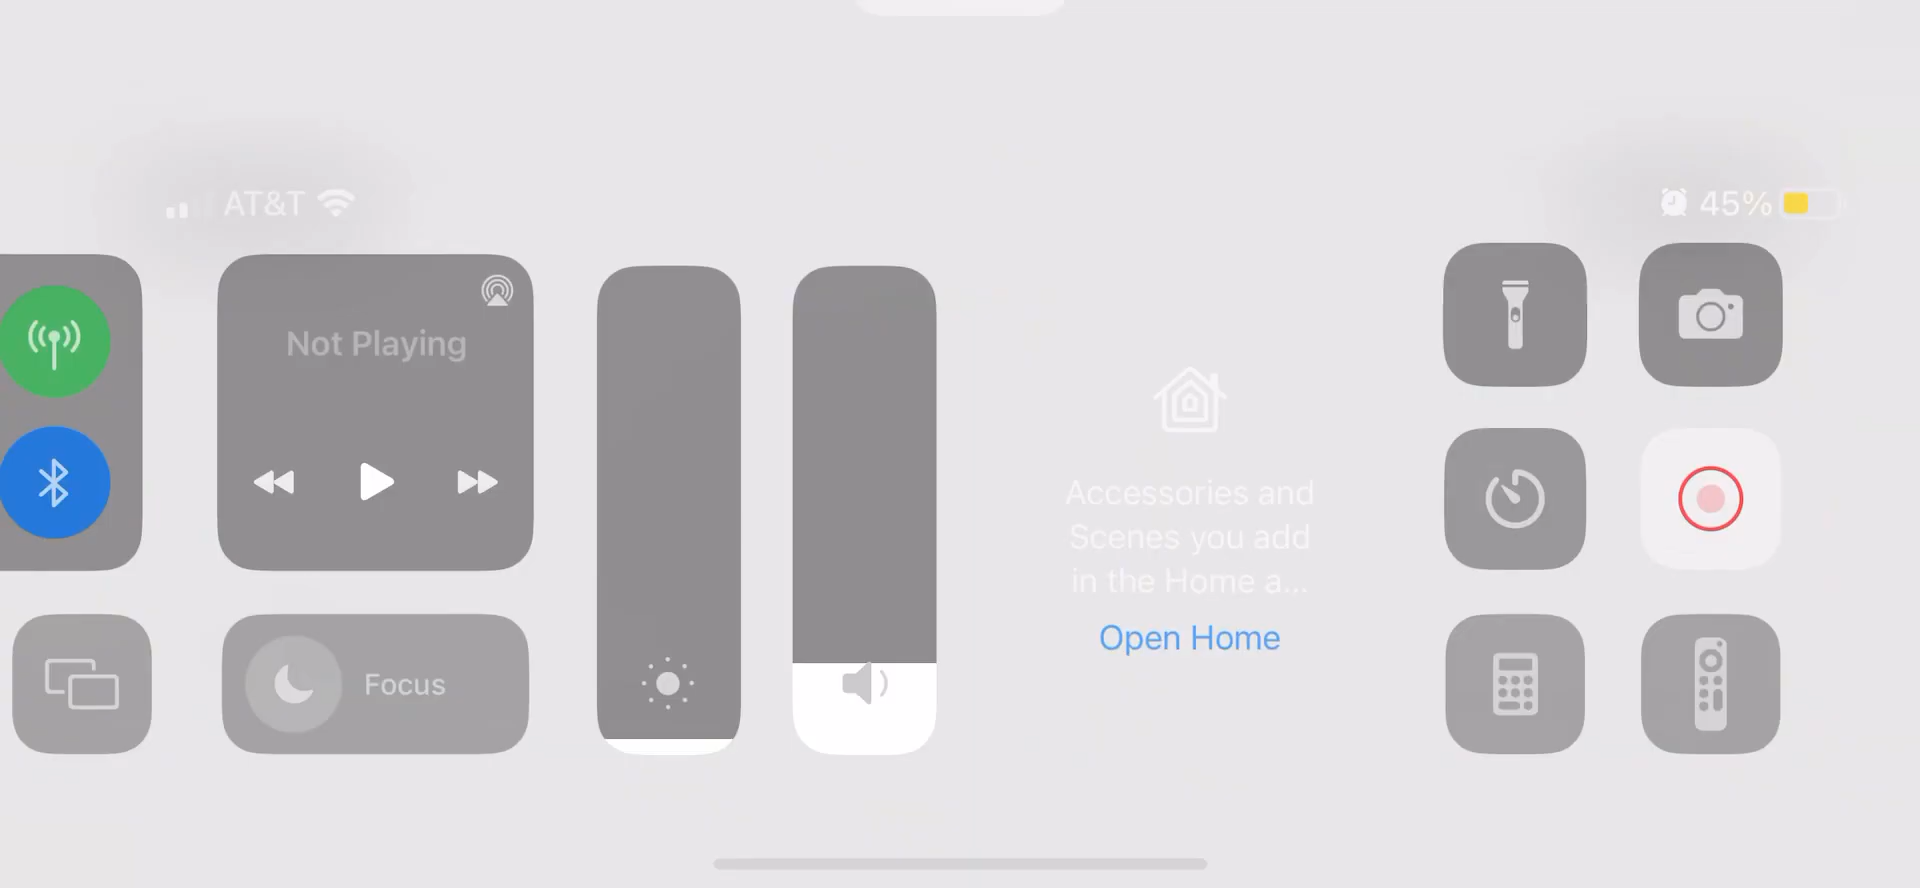 AT&T
45%
Not Playing
Focus
Accessories and
Scenes you add
in the Home a...
Open Home